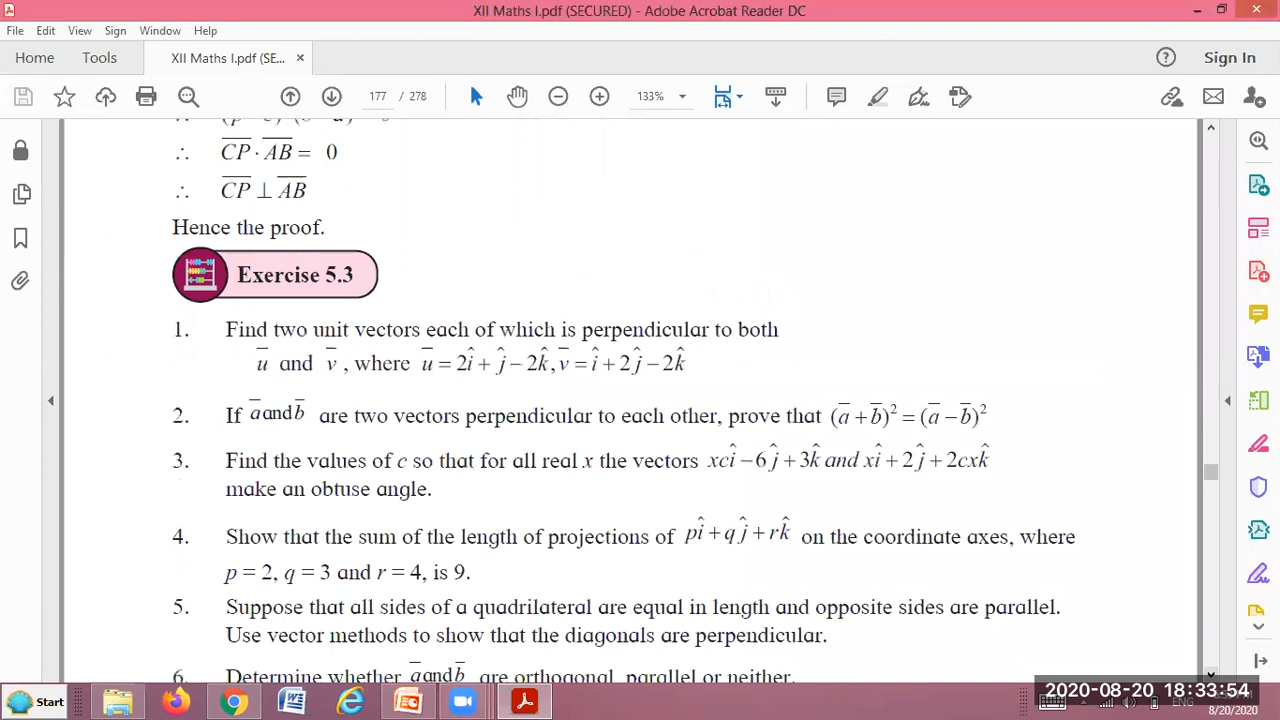 XII Maths I.pdf (SECURED) - Adobe Acrobat Reader DC
File Edit View Sign Window Help
Home Tools XII Maths I.pdf (SE... × Sign In
177 / 278 133%
∴ CP̅ · AB̅ = 0
∴ CP̅ ⊥ AB̅
Hence the proof.
Exercise 5.3
1. Find two unit vectors each of which is perpendicular to both
u̅ and v̅ , where u̅ = 2î + ĵ − 2k̂, v̅ = î + 2ĵ − 2k̂
2. If a̅ and b̅ are two vectors perpendicular to each other, prove that (a̅ + b̅)² = (a̅ − b̅)²
3. Find the values of c so that for all real x the vectors xcî − 6ĵ + 3k̂ and xî + 2ĵ + 2cxk̂
make an obtuse angle.
4. Show that the sum of the length of projections of pî + qĵ + rk̂ on the coordinate axes, where
p = 2, q = 3 and r = 4, is 9.
5. Suppose that all sides of a quadrilateral are equal in length and opposite sides are parallel.
Use vector methods to show that the diagonals are perpendicular.
6. Determine whether a̅ and b̅ are orthogonal, parallel or neither.
Start
2020-08-20 18:33:54
ENG
8/20/2020